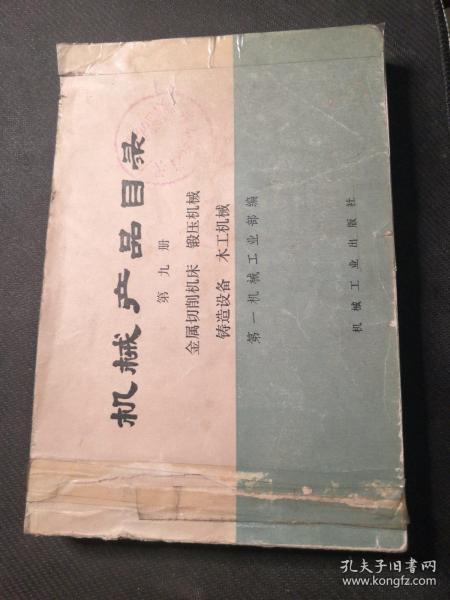 机械产品目录
第九册
金属切削机床 锻压机械
铸造设备 木工机械
第一机械工业部编
机械工业出版社
孔夫子旧书网
www.kongfz.com